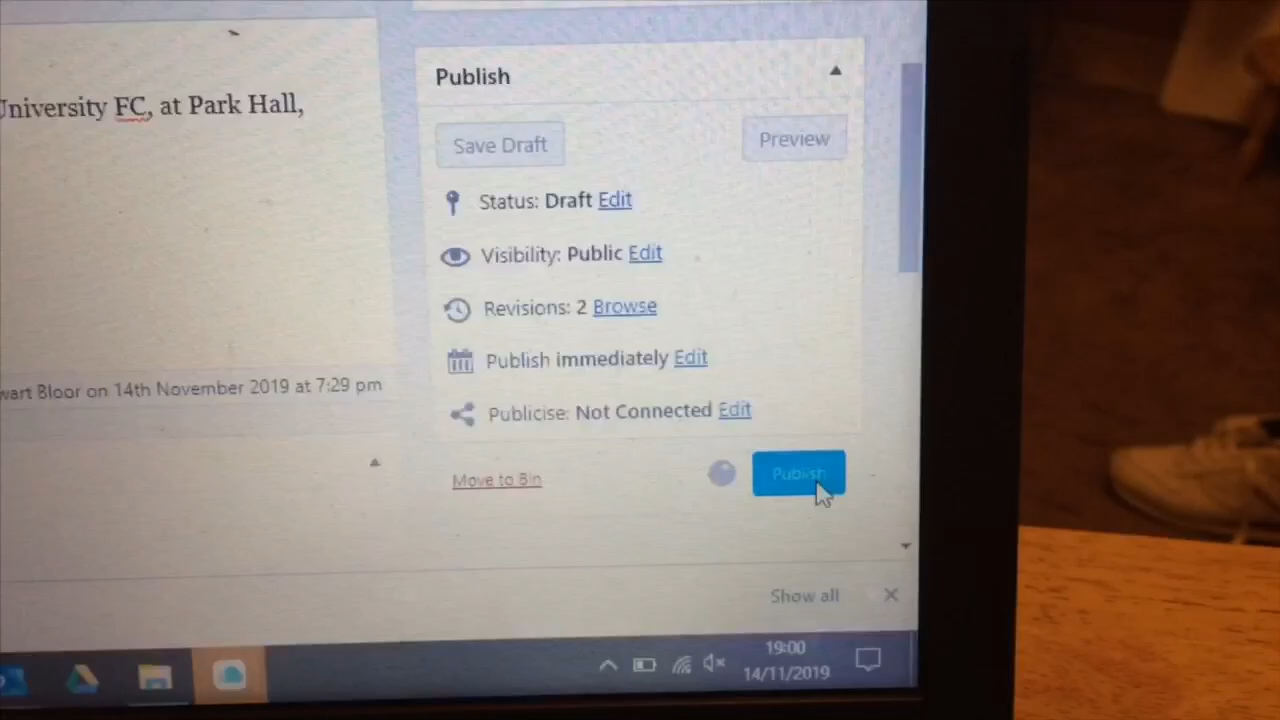 Publish
University FC, at Park Hall,
Save Draft
Preview
Status: Draft Edit
Visibility: Public Edit
Revisions: 2 Browse
Publish immediately Edit
wart Bloor on 14th November 2019 at 7:29 pm
Publicise: Not Connected Edit
Move to Bin
Publish
Show all
19:00
14/11/2019